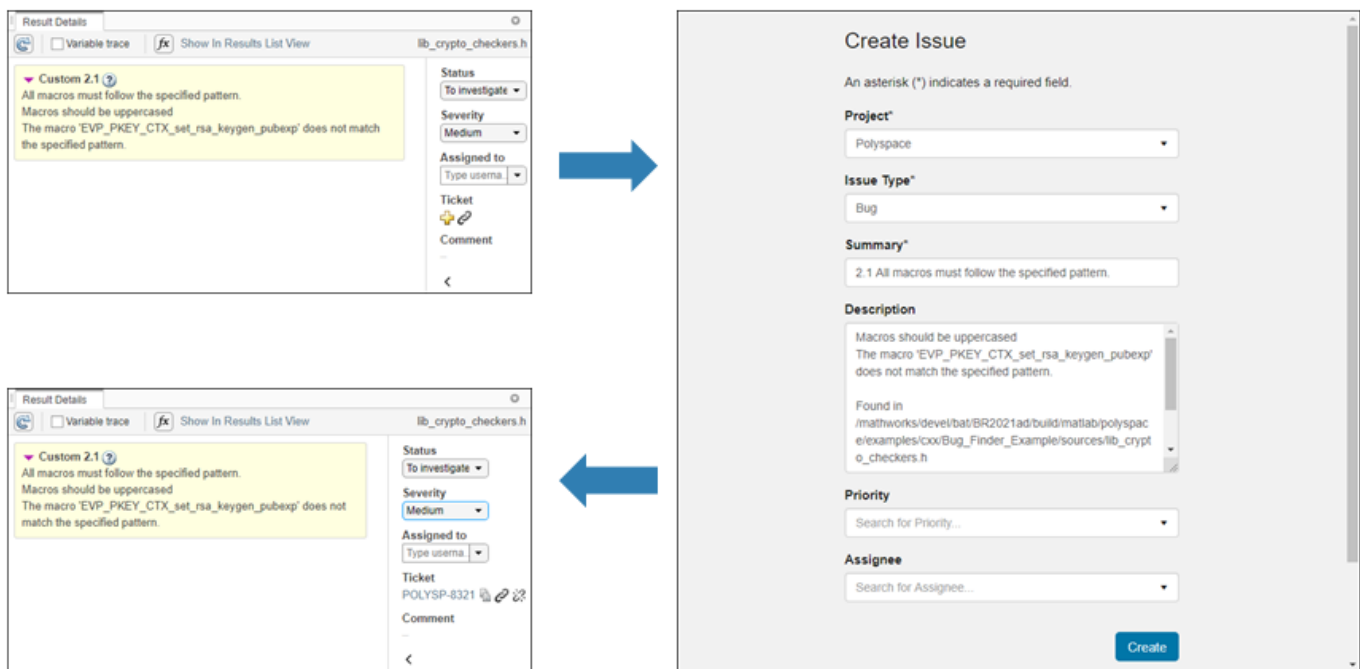 Result Details
Variable trace fx Show In Results List View lib_crypto_checkers.h
Custom 2.1 ?
All macros must follow the specified pattern.
Macros should be uppercased
The macro 'EVP_PKEY_CTX_set_rsa_keygen_pubexp' does not match
the specified pattern.
Status
To investigate
Severity
Medium
Assigned to
Type userna..
Ticket
Comment
Create Issue
An asterisk (*) indicates a required field.
Project*
Polyspace
Issue Type*
Bug
Summary*
2.1 All macros must follow the specified pattern.
Description
Macros should be uppercased
The macro 'EVP_PKEY_CTX_set_rsa_keygen_pubexp'
does not match the specified pattern.
Found in
/mathworks/devel/bat/BR2021ad/build/matlab/polyspac
e/examples/cxx/Bug_Finder_Example/sources/lib_crypt
o_checkers.h
Priority
Search for Priority...
Assignee
Search for Assignee...
Create
Result Details
Variable trace fx Show In Results List View lib_crypto_checkers.h
Custom 2.1 ?
All macros must follow the specified pattern.
Macros should be uppercased
The macro 'EVP_PKEY_CTX_set_rsa_keygen_pubexp' does not
match the specified pattern.
Status
To investigate
Severity
Medium
Assigned to
Type userna..
Ticket
POLYSP-8321
Comment